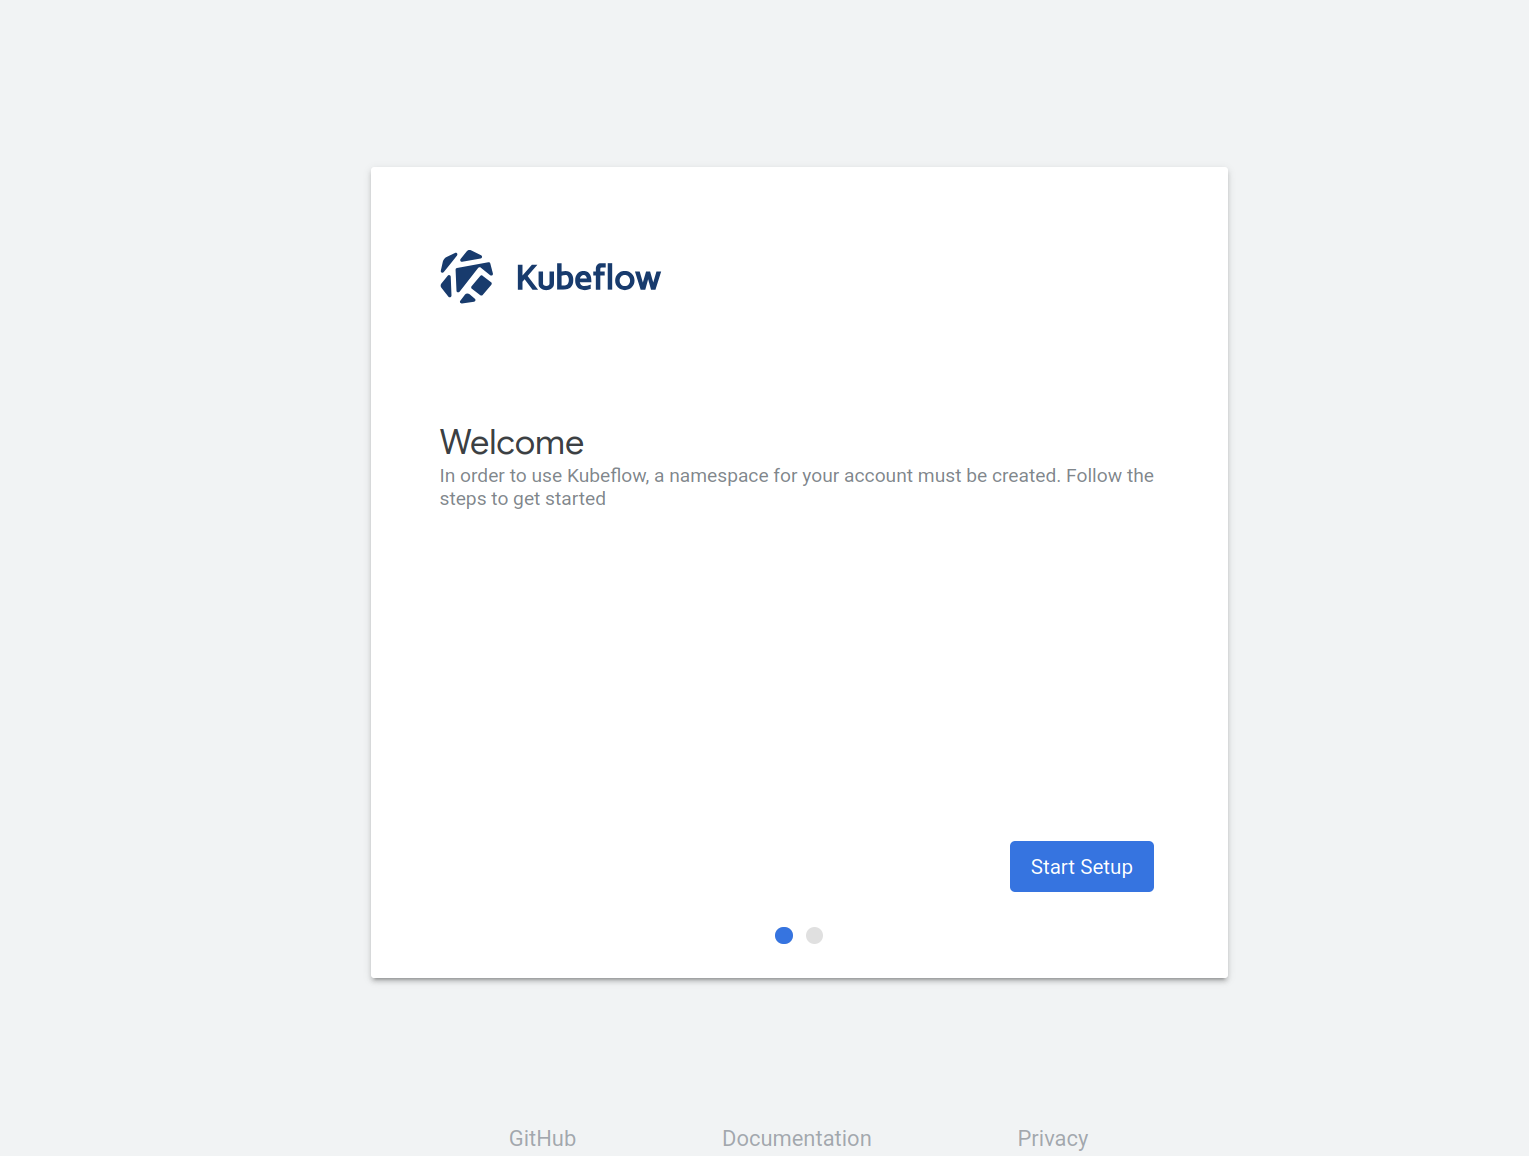 Kubeflow
Welcome
In order to use Kubeflow, a namespace for your account must be created. Follow the
steps to get started
Start Setup
GitHub
Documentation
Privacy